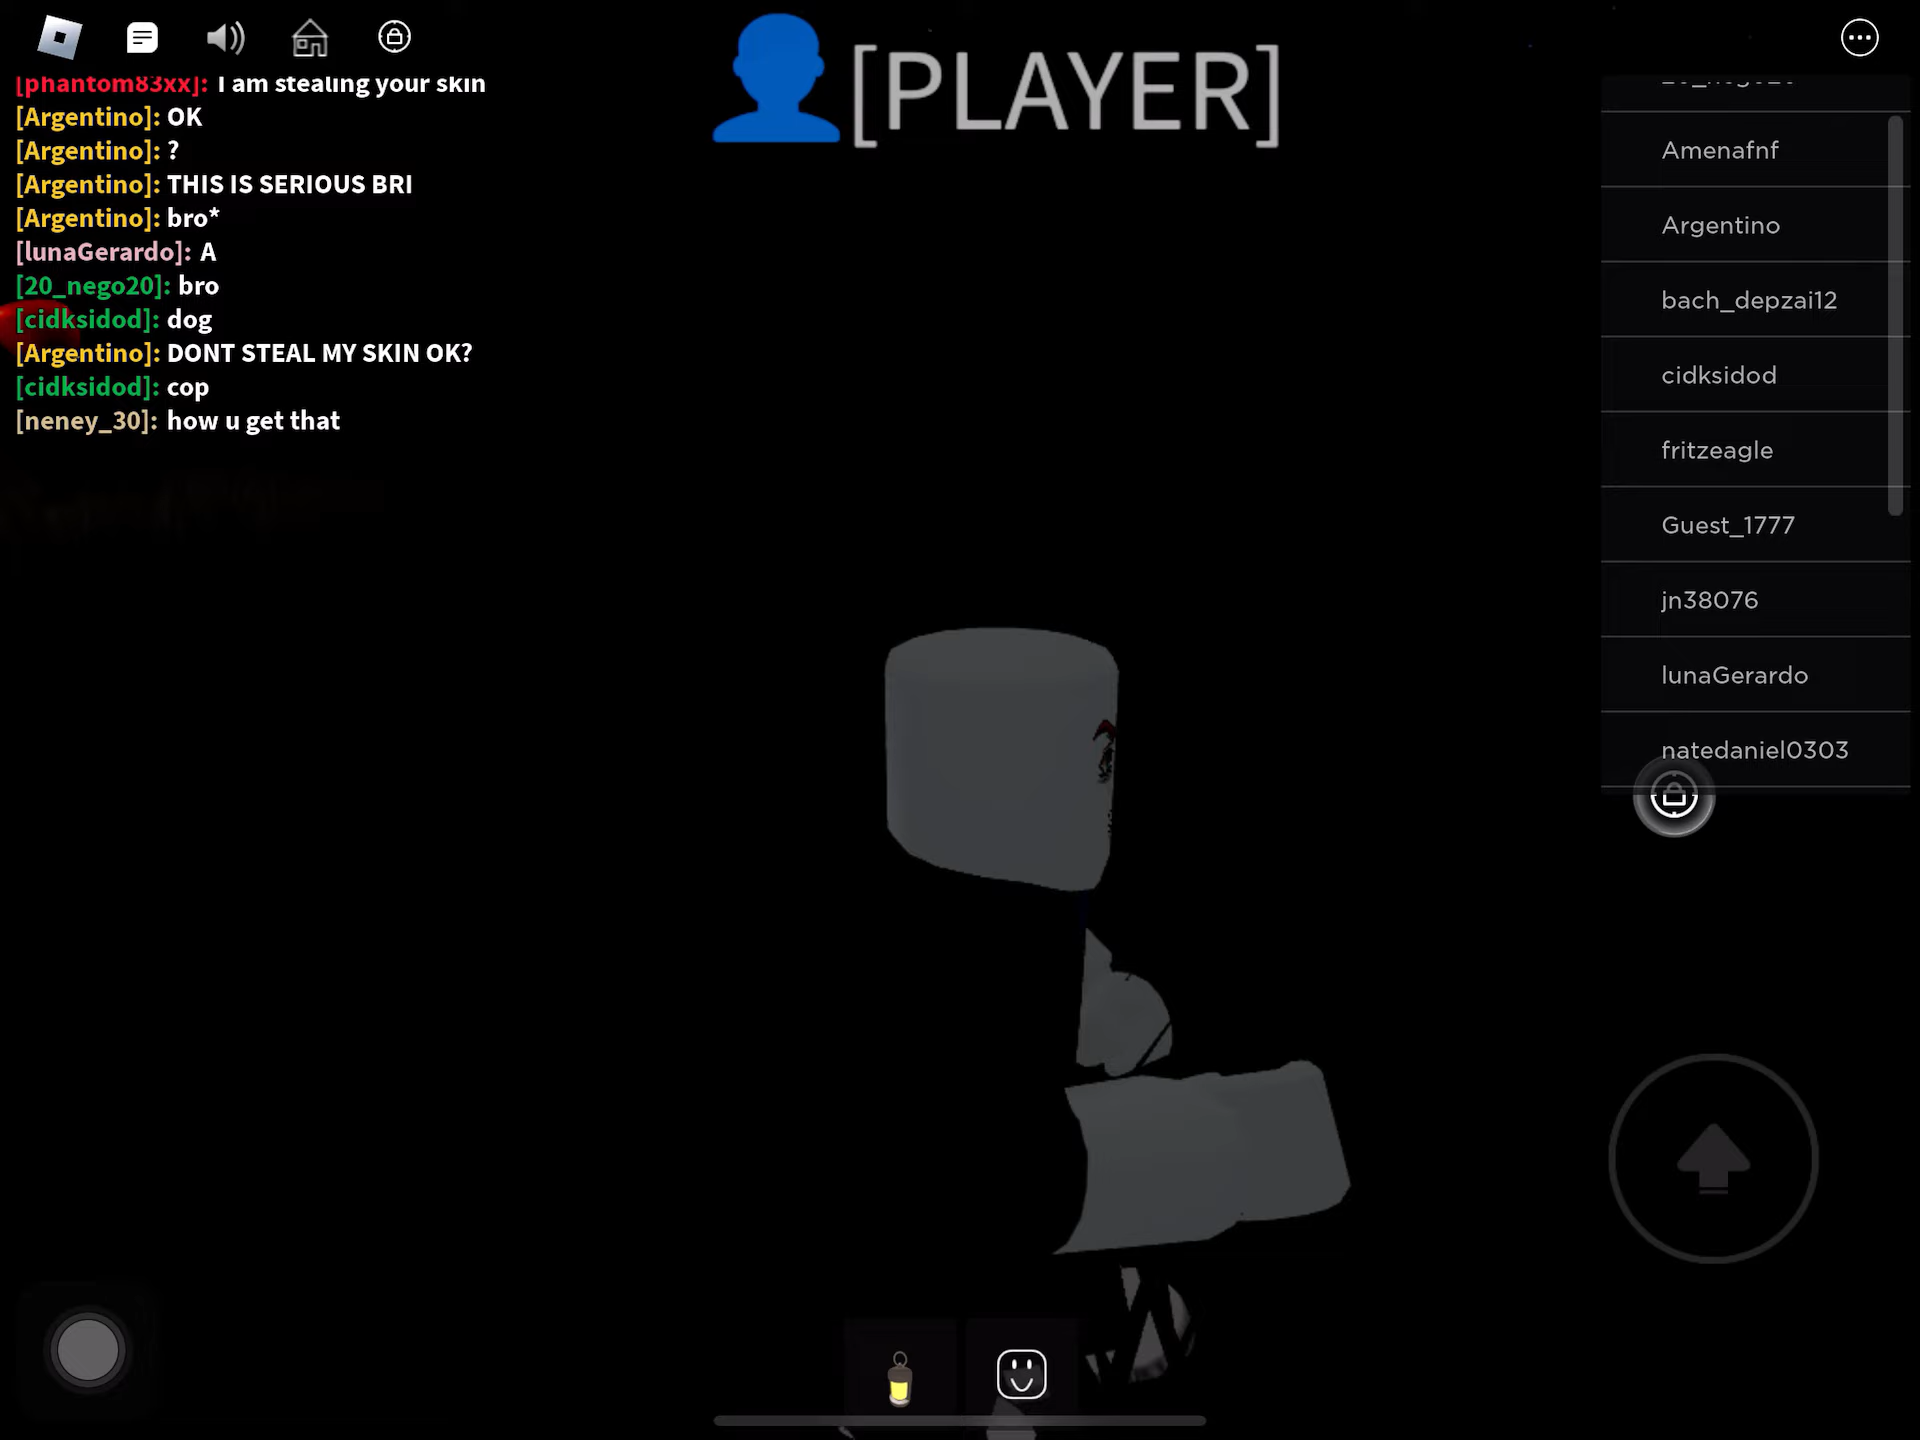 [phantom83xx]: I am stealing your skin
[Argentino]: OK
[Argentino]: ?
[Argentino]: THIS IS SERIOUS BRI
[Argentino]: bro*
[lunaGerardo]: A
[20_nego20]: bro
[cidksidod]: dog
[Argentino]: DONT STEAL MY SKIN OK?
[cidksidod]: cop
[neney_30]: how u get that
[PLAYER]
20_nego20
Amenafnf
Argentino
bach_depzai12
cidksidod
fritzeagle
Guest_1777
jn38076
lunaGerardo
natedaniel0303